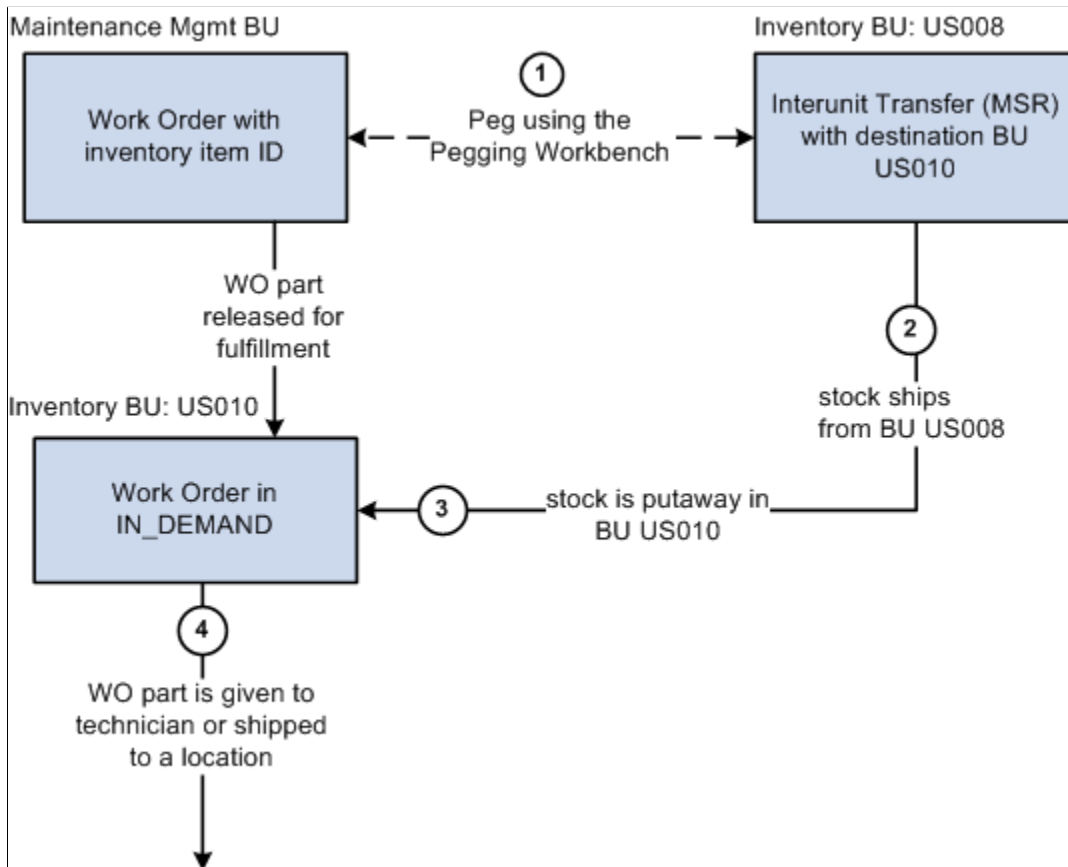 Maintenance Mgmt BU
Inventory BU: US008
Work Order with
inventory item ID
1
Peg using the
Pegging Workbench
Interunit Transfer (MSR)
with destination BU
US010
WO part
released for
fulfillment
2
stock ships
from BU US008
Inventory BU: US010
Work Order in
IN_DEMAND
3
stock is putaway in
BU US010
4
WO part is given to
technician or shipped
to a location